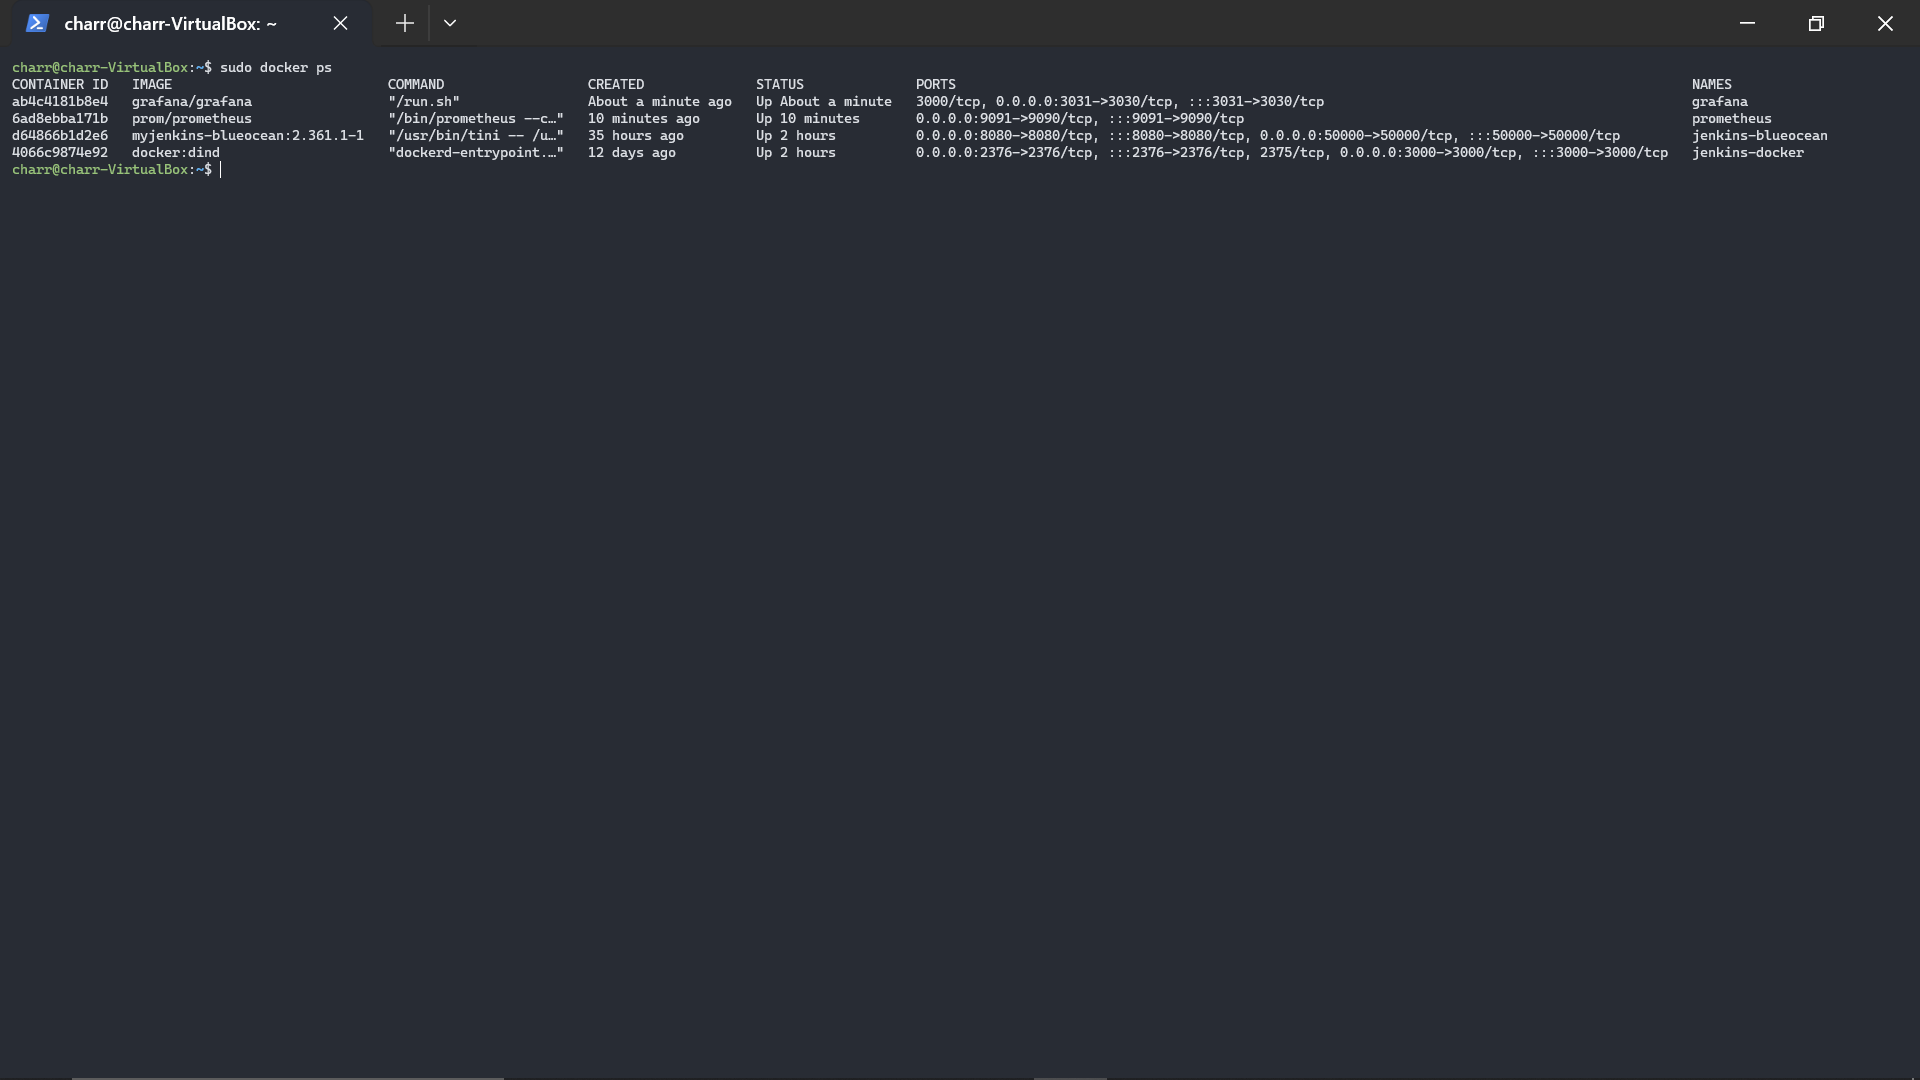 charr@charr-VirtualBox: ~
charr@charr-VirtualBox:~$ sudo docker ps
CONTAINER ID   IMAGE                           COMMAND                  CREATED              STATUS              PORTS                                                                                            NAMES
ab4c4181b8e4   grafana/grafana                 "/run.sh"                About a minute ago   Up About a minute   3000/tcp, 0.0.0.0:3031->3030/tcp, :::3031->3030/tcp                                              grafana
6ad8ebba171b   prom/prometheus                 "/bin/prometheus --c…"   10 minutes ago       Up 10 minutes       0.0.0.0:9091->9090/tcp, :::9091->9090/tcp                                                        prometheus
d64866b1d2e6   myjenkins-blueocean:2.361.1-1   "/usr/bin/tini -- /u…"   35 hours ago         Up 2 hours          0.0.0.0:8080->8080/tcp, :::8080->8080/tcp, 0.0.0.0:50000->50000/tcp, :::50000->50000/tcp         jenkins-blueocean
4066c9874e92   docker:dind                     "dockerd-entrypoint.…"   12 days ago          Up 2 hours          0.0.0.0:2376->2376/tcp, :::2376->2376/tcp, 2375/tcp, 0.0.0.0:3000->3000/tcp, :::3000->3000/tcp   jenkins-docker
charr@charr-VirtualBox:~$